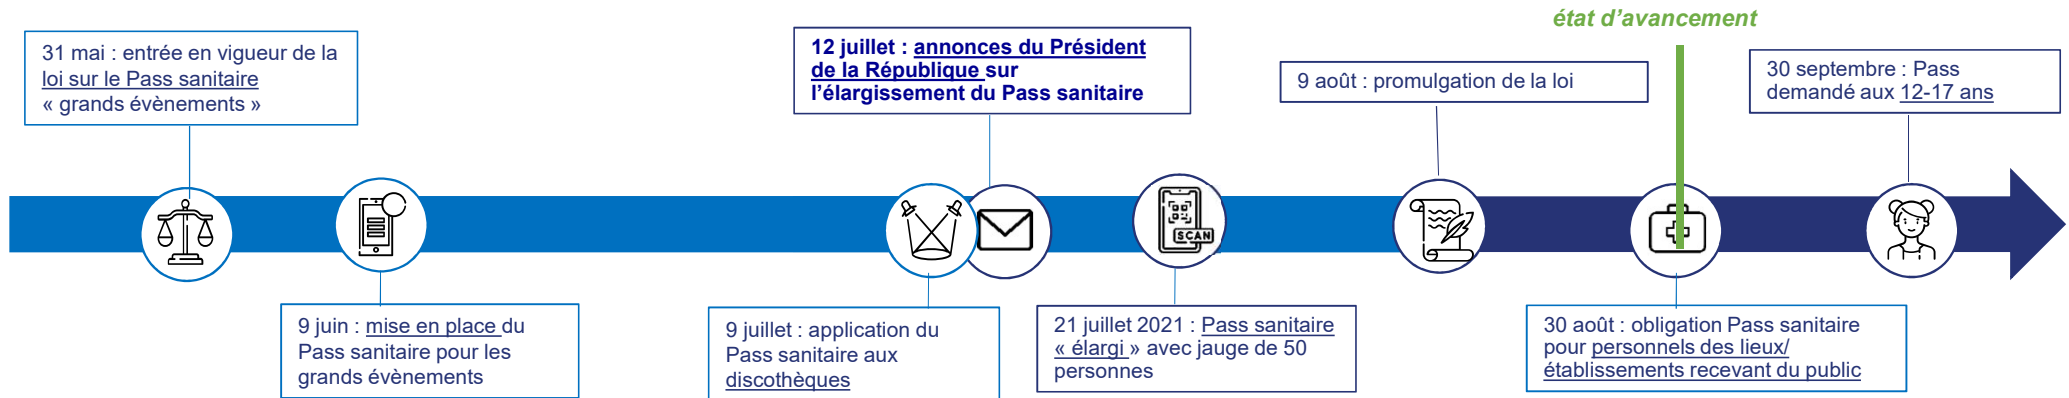 état d’avancement
31 mai : entrée en vigueur de la
loi sur le Pass sanitaire
« grands évènements »
12 juillet : annonces du Président
de la République sur
l’élargissement du Pass sanitaire
9 août : promulgation de la loi
30 septembre : Pass
demandé aux 12-17 ans
SCAN
9 juin : mise en place du
Pass sanitaire pour les
grands évènements
9 juillet : application du
Pass sanitaire aux
discothèques
21 juillet 2021 : Pass sanitaire
« élargi » avec jauge de 50
personnes
30 août : obligation Pass sanitaire
pour personnels des lieux/
établissements recevant du public